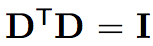 𝐃ᵀ𝐃 = 𝐈